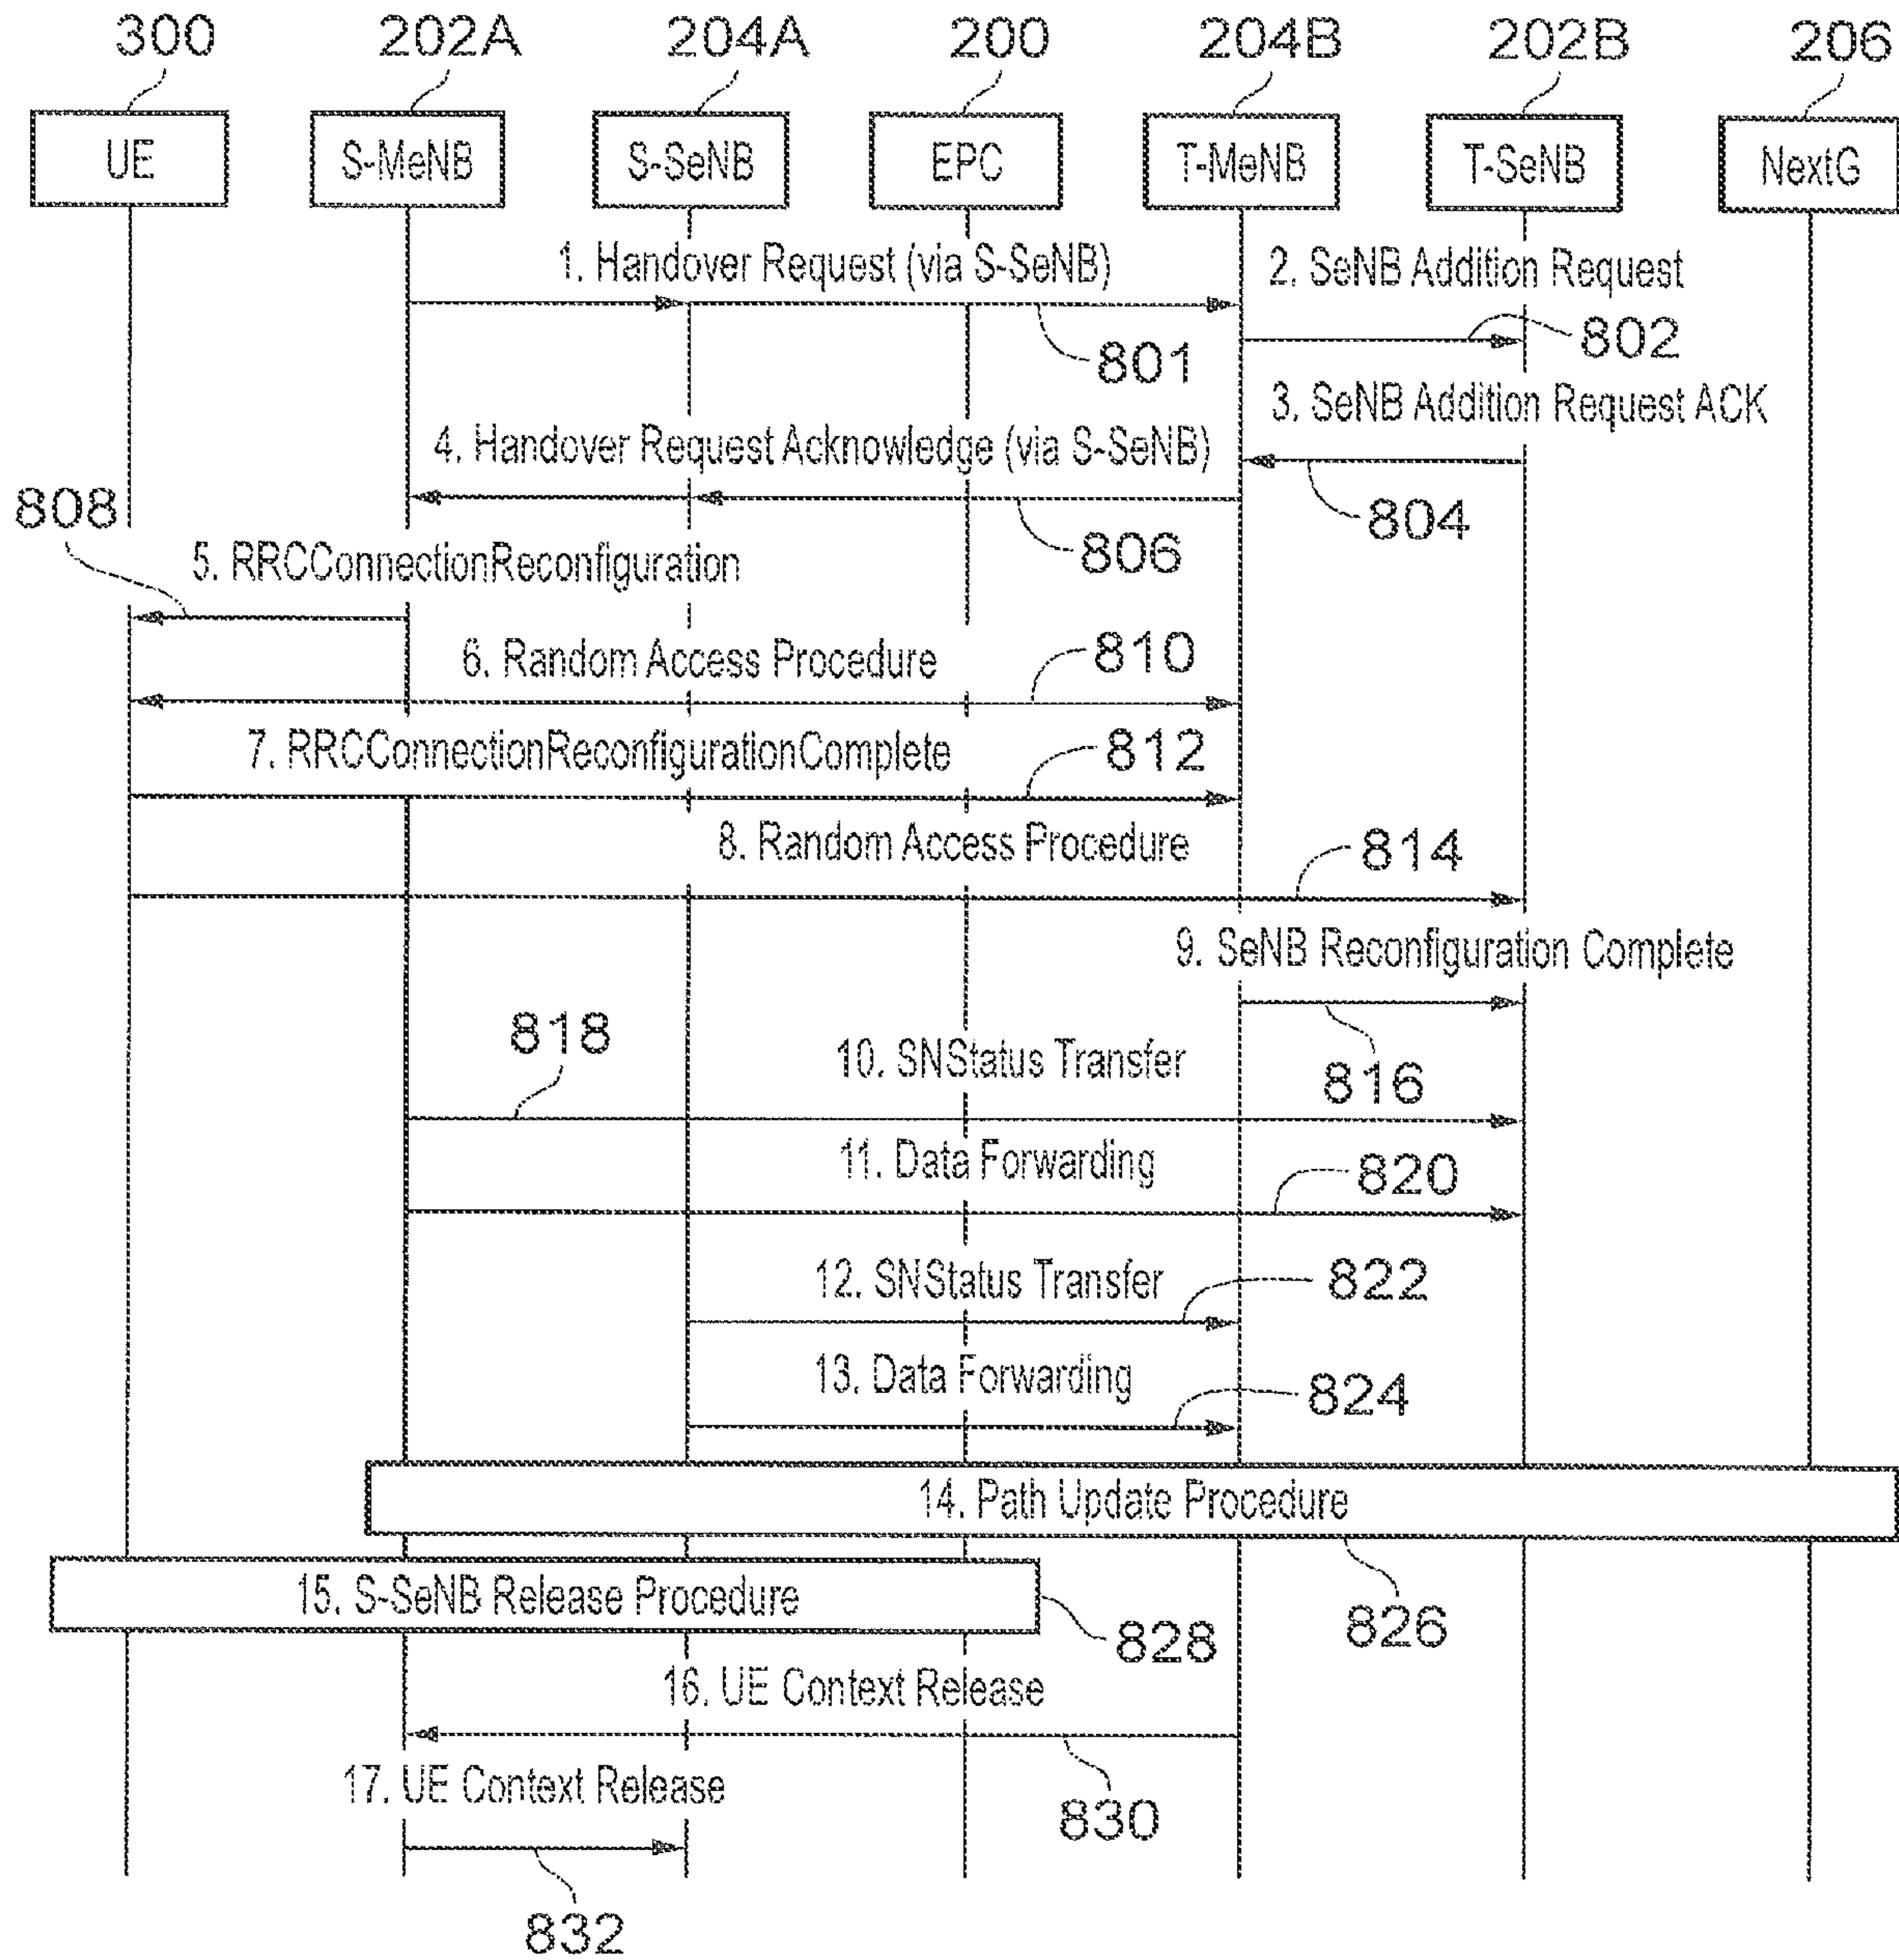 300 202A 204A 200 204B 202B 206
UE S-MeNB S-SeNB EPC T-MeNB T-SeNB NextG
1. Handover Request (via S-SeNB)
2. SeNB Addition Request
801
802
3. SeNB Addition Request ACK
4. Handover Request Acknowledge (via S-SeNB)
808
804
806
5. RRCConnectionReconfiguration
6. Random Access Procedure
810
7. RRCConnectionReconfigurationComplete
812
8. Random Access Procedure
814
9. SeNB Reconfiguration Complete
818
10. SNStatus Transfer
816
11. Data Forwarding
820
12. SNStatus Transfer
822
13. Data Forwarding
824
14. Path Update Procedure
15. S-SeNB Release Procedure
826
828
16. UE Context Release
17. UE Context Release
830
832